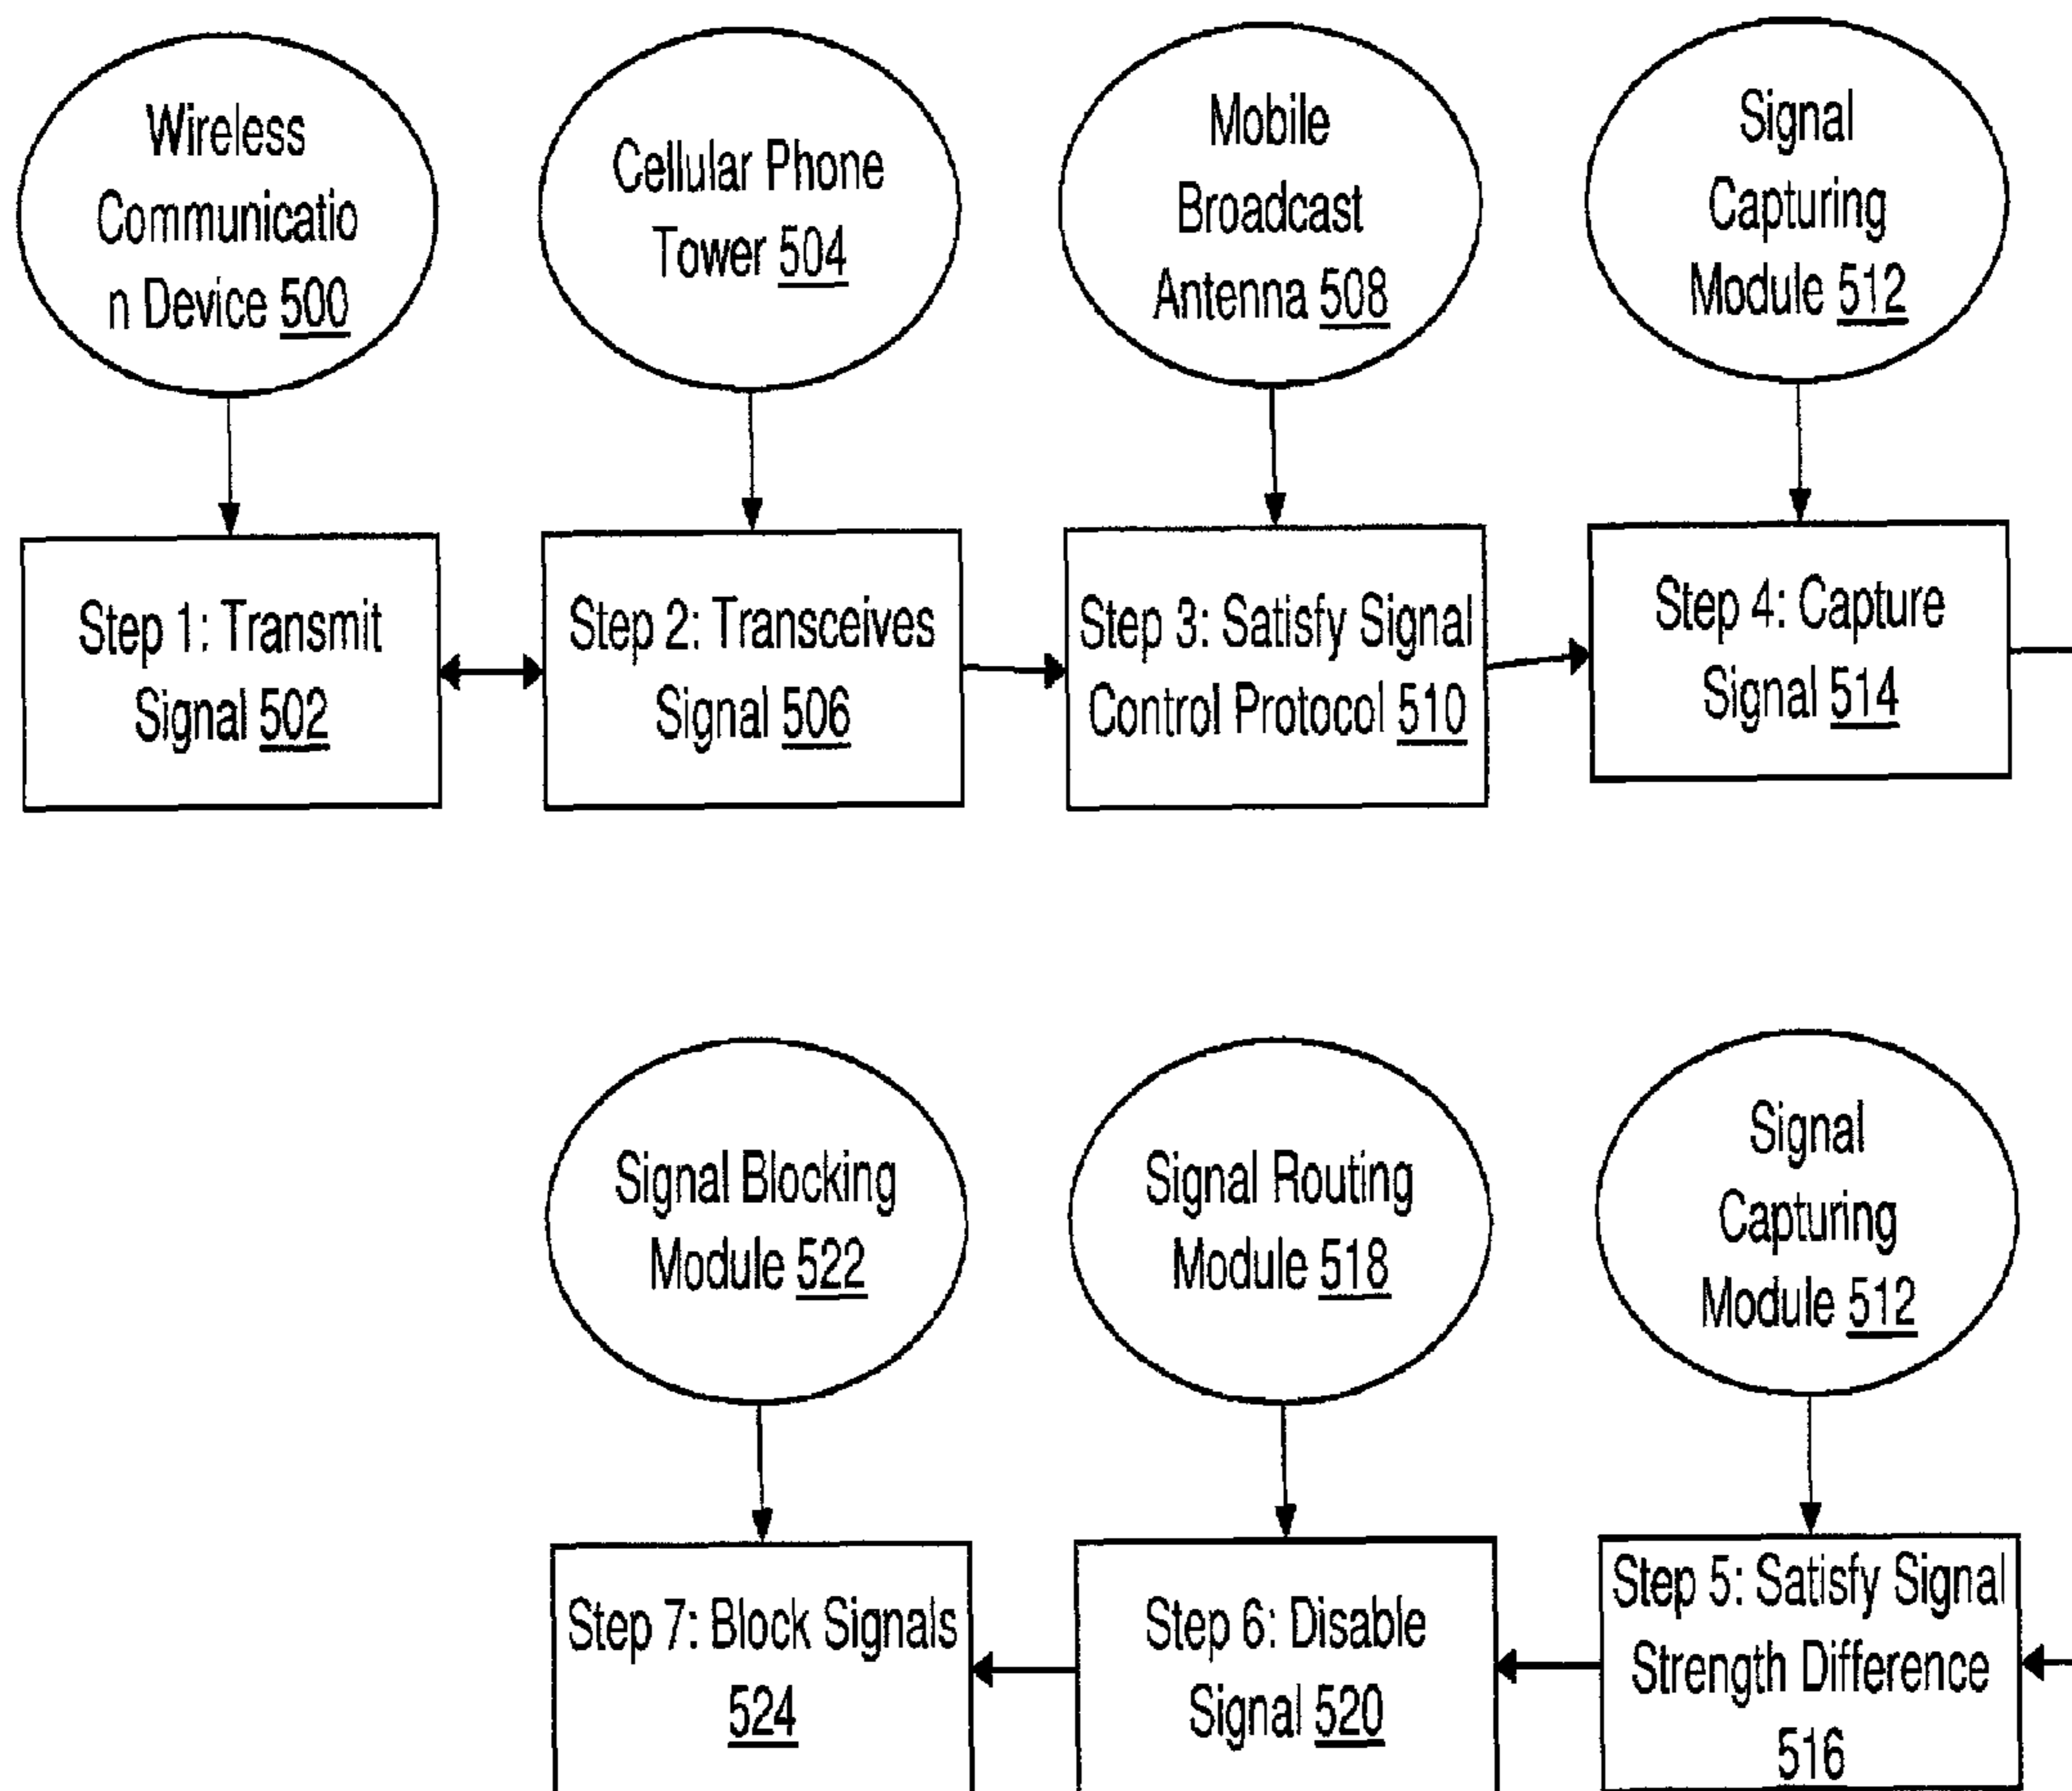 Wireless
Communicatio
n Device 500
Cellular Phone
Tower 504
Mobile
Broadcast
Antenna 508
Signal
Capturing
Module 512
Step 1: Transmit
Signal 502
Step 2: Transceives
Signal 506
Step 3: Satisfy Signal
Control Protocol 510
Step 4: Capture
Signal 514
Signal Blocking
Module 522
Signal Routing
Module 518
Signal
Capturing
Module 512
Step 7: Block Signals
524
Step 6: Disable
Signal 520
Step 5: Satisfy Signal
Strength Difference
516